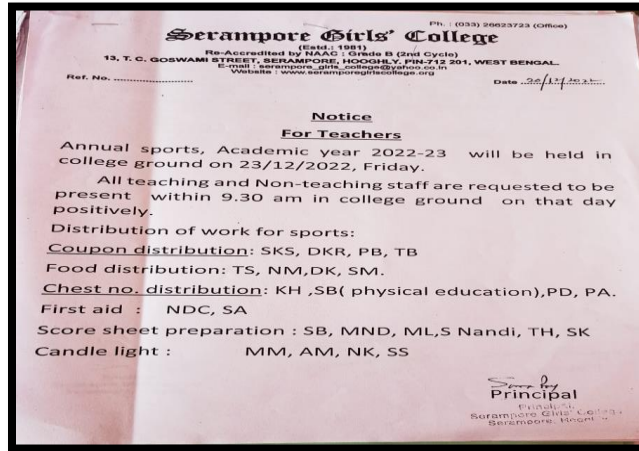 Ph. : (033) 26623723 (Office)
Serampore Girls' College
(Estd.: 1981)
Re-Accredited by NAAC : Grade B (2nd Cycle)
13, T. C. GOSWAMI STREET, SERAMPORE, HOOGHLY. PIN-712 201, WEST BENGAL.
E-mail : serampore_girls_college@yahoo.co.in
Website : www.seramporegirlscollege.org
Ref. No. ........................ Date ..20/12/2022
Notice
For Teachers
Annual sports, Academic year 2022-23 will be held in
college ground on 23/12/2022, Friday.
All teaching and Non-teaching staff are requested to be
present within 9.30 am in college ground on that day
positively.
Distribution of work for sports:
Coupon distribution: SKS, DKR, PB, TB
Food distribution: TS, NM,DK, SM.
Chest no. distribution: KH ,SB( physical education),PD, PA.
First aid : NDC, SA
Score sheet preparation : SB, MND, ML,S Nandi, TH, SK
Candle light : MM, AM, NK, SS
Principal
Principal
Serampore Girls' College
Serampore, Hooghly